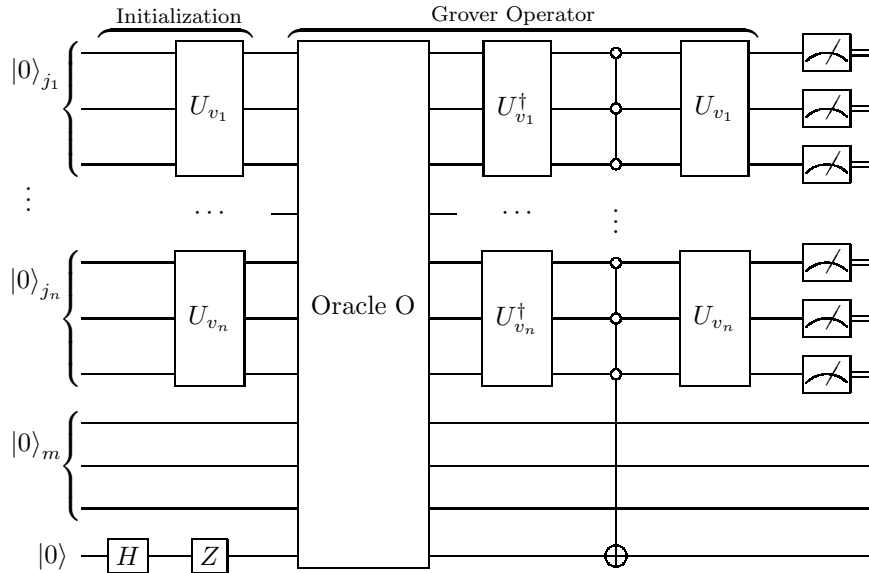 Initialization Grover Operator
|0⟩_{j_1}
U_{v_1} U_{v_1}^† U_{v_1}
⋮ ⋯ ⋯ ⋮
|0⟩_{j_n}
U_{v_n} Oracle O U_{v_n}^† U_{v_n}
|0⟩_m
|0⟩ H Z